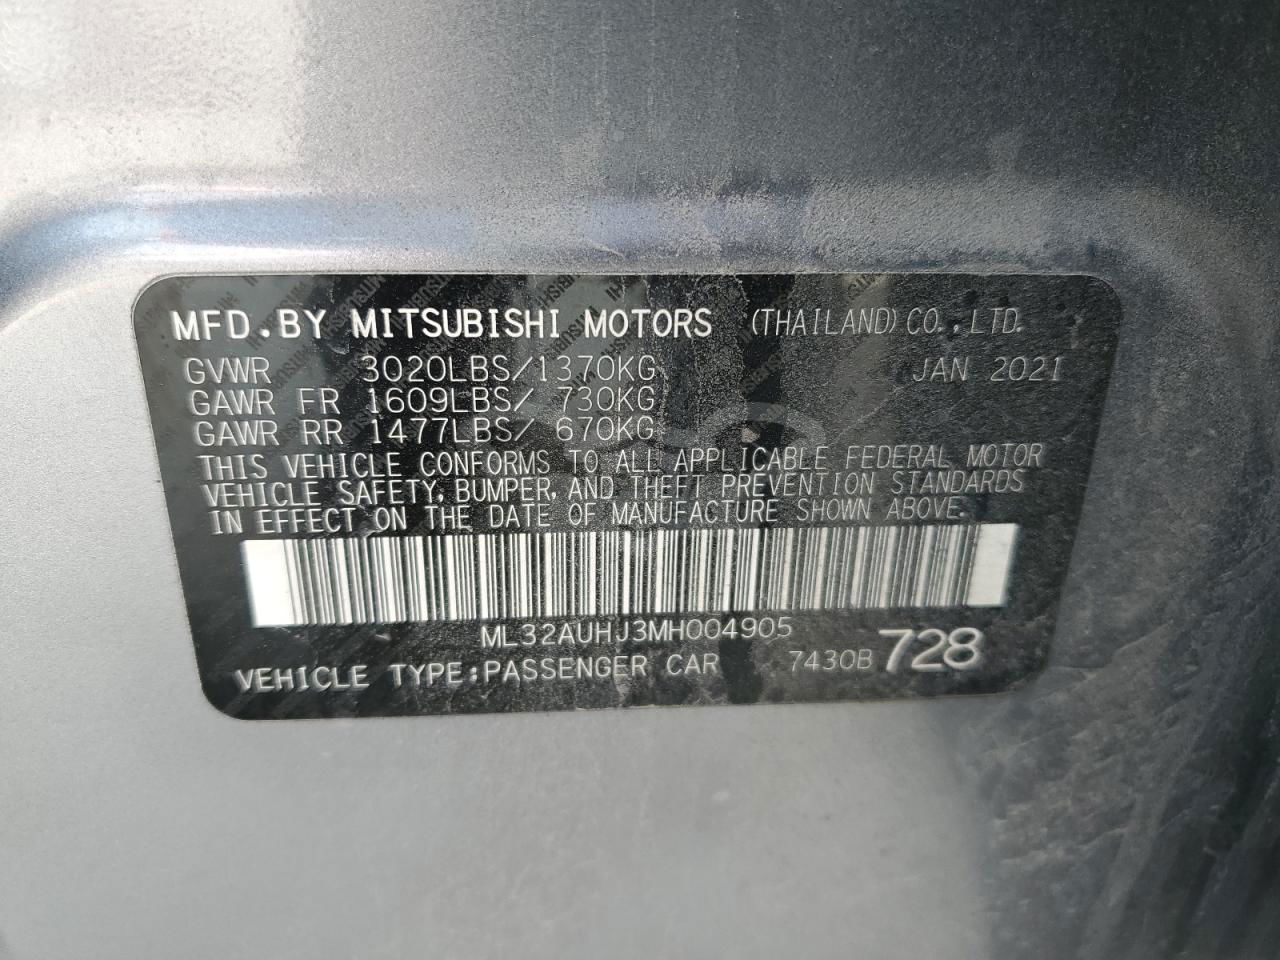 MFD.BY MITSUBISHI MOTORS (THAILAND)CO.,LTD.
GVWR 3020LBS/1370KG JAN 2021
GAWR FR 1609LBS/ 730KG
GAWR RR 1477LBS/ 670KG
THIS VEHICLE CONFORMS TO ALL APPLICABLE FEDERAL MOTOR
VEHICLE SAFETY, BUMPER, AND THEFT PREVENTION STANDARDS
IN EFFECT ON THE DATE OF MANUFACTURE SHOWN ABOVE.
ML32AUHJ3MH004905
VEHICLE TYPE:PASSENGER CAR 7430B 728